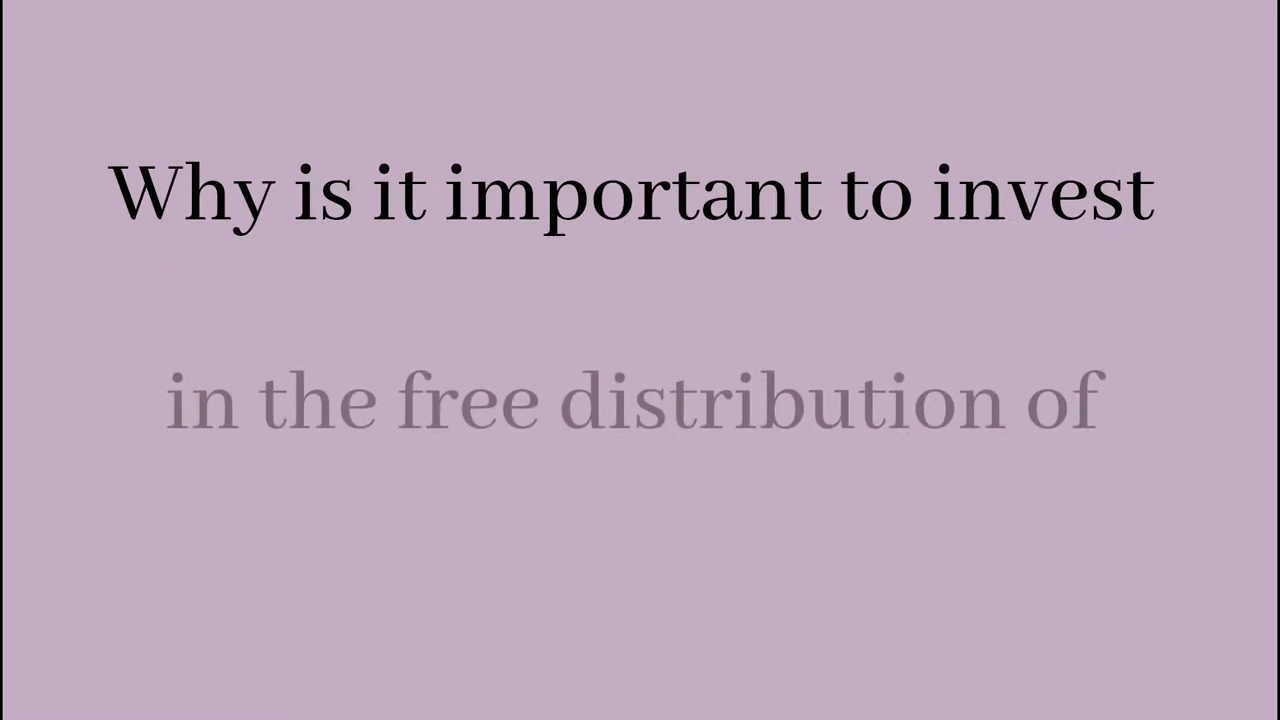 Why is it important to invest
in the free distribution of